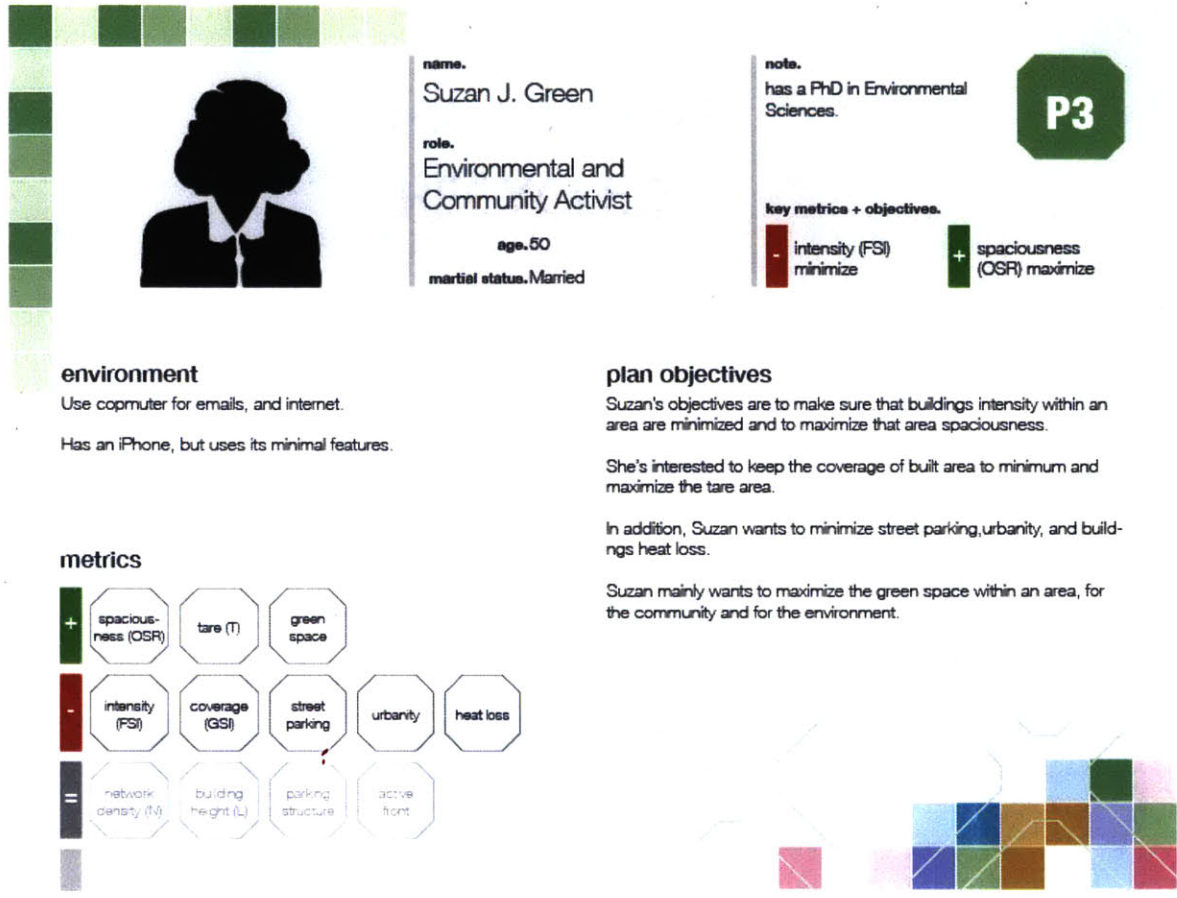 name.
Suzan J. Green
role.
Environmental and
Community Activist
age. 50
martial status. Married
note.
has a PhD in Environmental
Sciences.
P3
key metrics + objectives.
- intensity (FSI)
minimize
+ spaciousness
(OSR) maximize
environment
Use copmuter for emails, and internet.
Has an iPhone, but uses its minimal features.
plan objectives
Suzan's objectives are to make sure that buildings intensity within an
area are minimized and to maximize that area spaciousness.
She's interested to keep the coverage of built area to minimum and
maximize the tare area.
In addition, Suzan wants to minimize street parking,urbanity, and build-
ngs heat loss.
Suzan mainly wants to maximize the green space within an area, for
the community and for the environment.
metrics
+
spacious-
ness (OSR)
tare (T)
green
space
-
intensity
(FSI)
coverage
(GSI)
street
parking
urbanity
heat loss
=
network
density (N)
building
height (L)
parking
structure
active
front